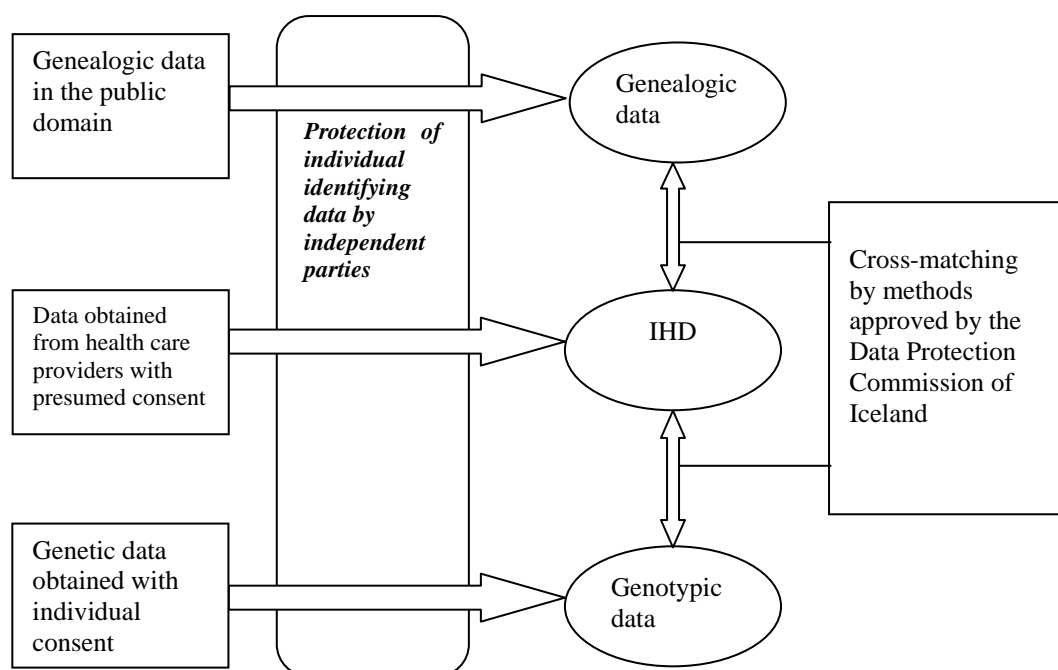 Genealogic data
in the public
domain
Protection of
individual
identifying
data by
independent
parties
Genealogic
data
Data obtained
from health care
providers with
presumed consent
IHD
Cross-matching
by methods
approved by the
Data Protection
Commission of
Iceland
Genetic data
obtained with
individual
consent
Genotypic
data